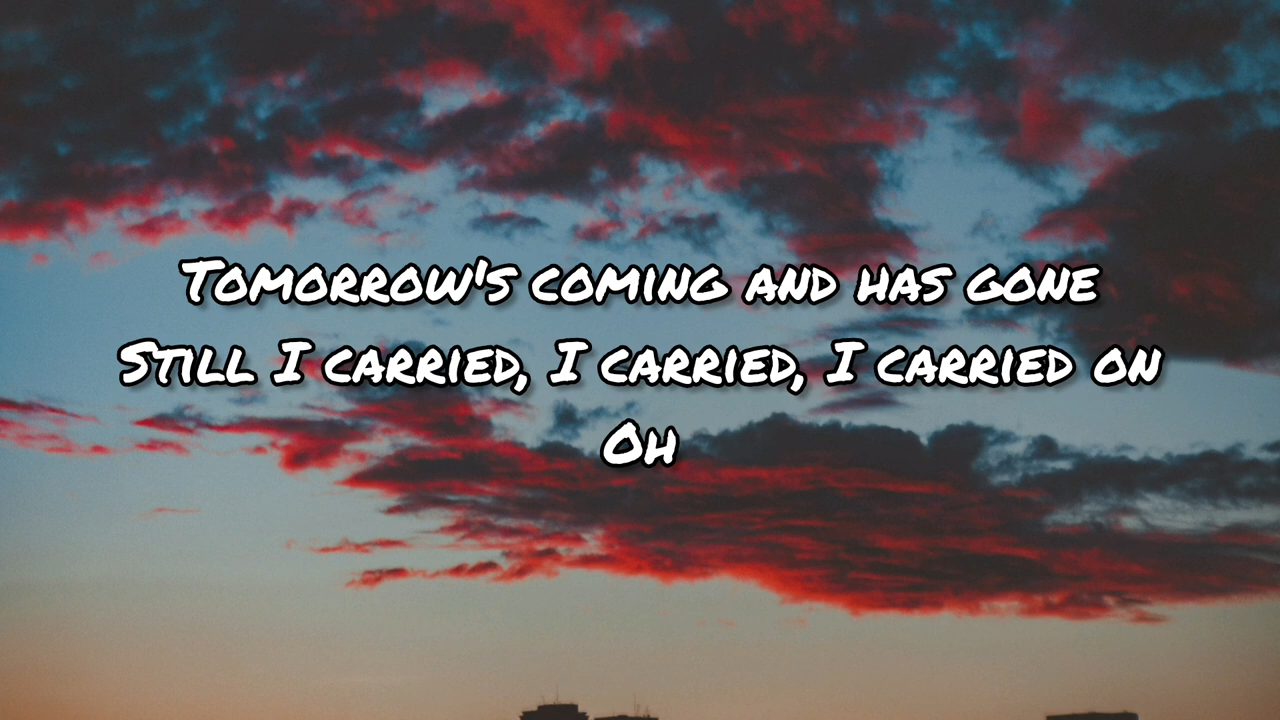 Tomorrow's coming and has gone
Still I carried, I carried, I carried on
Oh